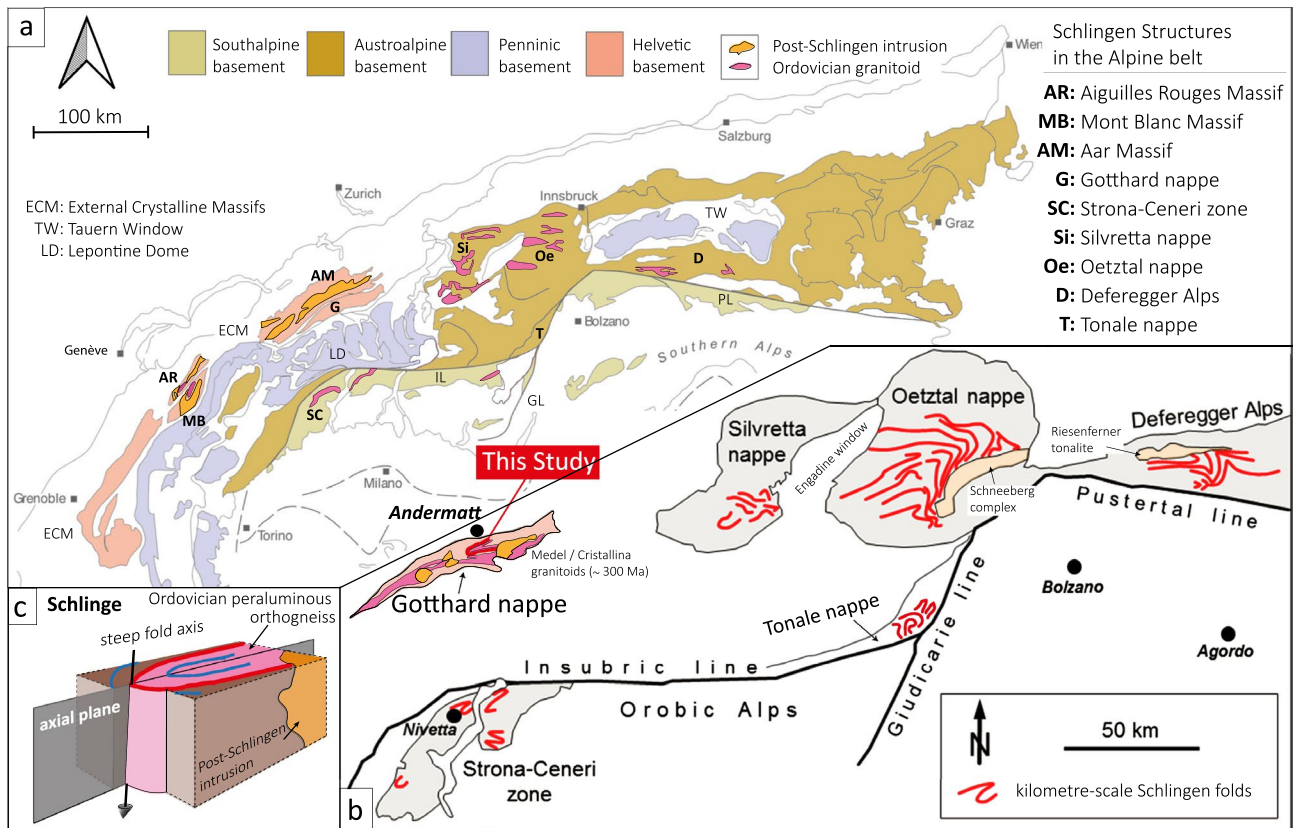 a
100 km
Southalpine
basement
Austroalpine
basement
Penninic
basement
Helvetic
basement
Post-Schlingen intrusion
Ordovician granitoid
Schlingen Structures
in the Alpine belt
AR: Aiguilles Rouges Massif
MB: Mont Blanc Massif
AM: Aar Massif
G: Gotthard nappe
SC: Strona-Ceneri zone
Si: Silvretta nappe
Oe: Oetztal nappe
D: Deferegger Alps
T: Tonale nappe
ECM: External Crystalline Massifs
TW: Tauern Window
LD: Lepontine Dome
Wien
Salzburg
Zurich
Innsbruck
TW
Graz
Si
Oe
D
AM
G
PL
ECM
T
Bolzano
Genève
LD
Southern Alps
AR
IL
GL
MB
SC
Milano
Grenoble
ECM
Torino
This Study
Andermatt
Medel / Cristallina
granitoids (~ 300 Ma)
Gotthard nappe
Silvretta
nappe
Engadine window
Oetztal nappe
Schneeberg
complex
Deferegger Alps
Riesenferner
tonalite
Pustertal line
Bolzano
Agordo
Tonale nappe
Giudicarie line
Insubric line
Orobic Alps
Nivetta
Strona-Ceneri
zone
N
50 km
kilometre-scale Schlingen folds
b
c
Schlinge
Ordovician peraluminous
orthogneiss
steep fold axis
axial plane
Post-Schlingen
intrusion